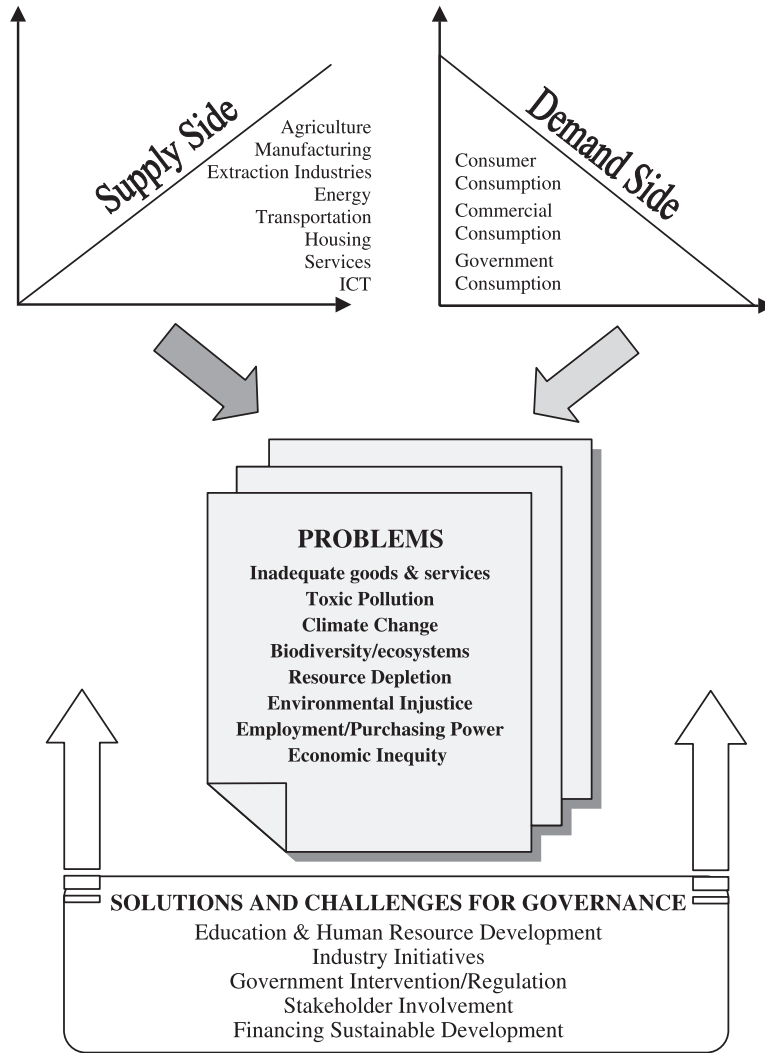 Supply Side
Agriculture
Manufacturing
Extraction Industries
Energy
Transportation
Housing
Services
ICT
Demand Side
Consumer
Consumption
Commercial
Consumption
Government
Consumption
PROBLEMS
Inadequate goods & services
Toxic Pollution
Climate Change
Biodiversity/ecosystems
Resource Depletion
Environmental Injustice
Employment/Purchasing Power
Economic Inequity
SOLUTIONS AND CHALLENGES FOR GOVERNANCE
Education & Human Resource Development
Industry Initiatives
Government Intervention/Regulation
Stakeholder Involvement
Financing Sustainable Development